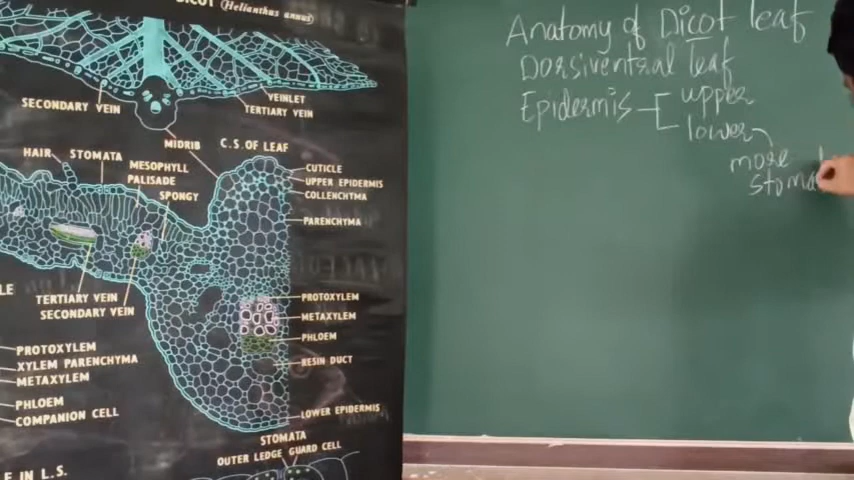 (Helianthus annus)
SECONDARY VEIN
VEINLET
TERTIARY VEIN
MIDRIB
C.S. OF LEAF
HAIR
STOMATA
MESOPHYLL
PALISADE
SPONGY
CUTICLE
UPPER EPIDERMIS
COLLENCHYMA
PARENCHYMA
TERTIARY VEIN
SECONDARY VEIN
PROTOXYLEM
METAXYLEM
PHLOEM
RESIN DUCT
PROTOXYLEM
XYLEM PARENCHYMA
METAXYLEM
PHLOEM
COMPANION CELL
LOWER EPIDERMIS
STOMATA
OUTER LEDGE GUARD CELL
E IN L.S.
Anatomy of Dicot leaf
Dorsiventral leaf
Epidermis upper
lower
more
stoma